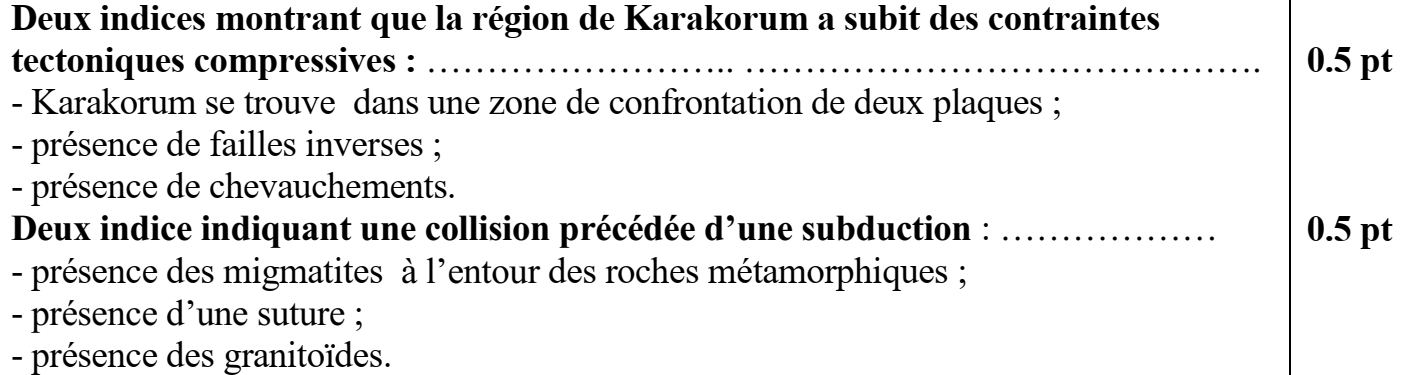 Deux indices montrant que la région de Karakorum a subit des contraintes
tectoniques compressives : …………………….. ……………………………………. 0.5 pt
- Karakorum se trouve dans une zone de confrontation de deux plaques ;
- présence de failles inverses ;
- présence de chevauchements.
Deux indice indiquant une collision précédée d’une subduction : ……………… 0.5 pt
- présence des migmatites à l’entour des roches métamorphiques ;
- présence d’une suture ;
- présence des granitoïdes.